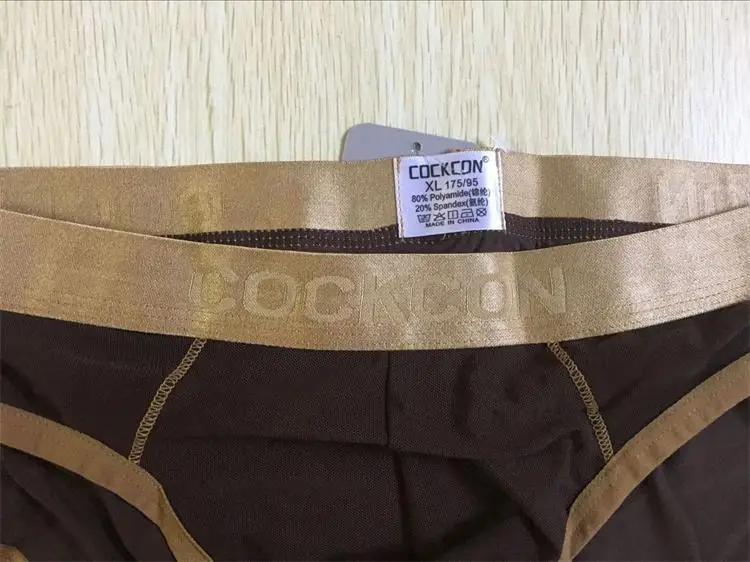 COCKCON®
XL 175/95
80% Polyamide(锦纶)
20% Spandex(氨纶)
MADE IN CHINA
COCKCON